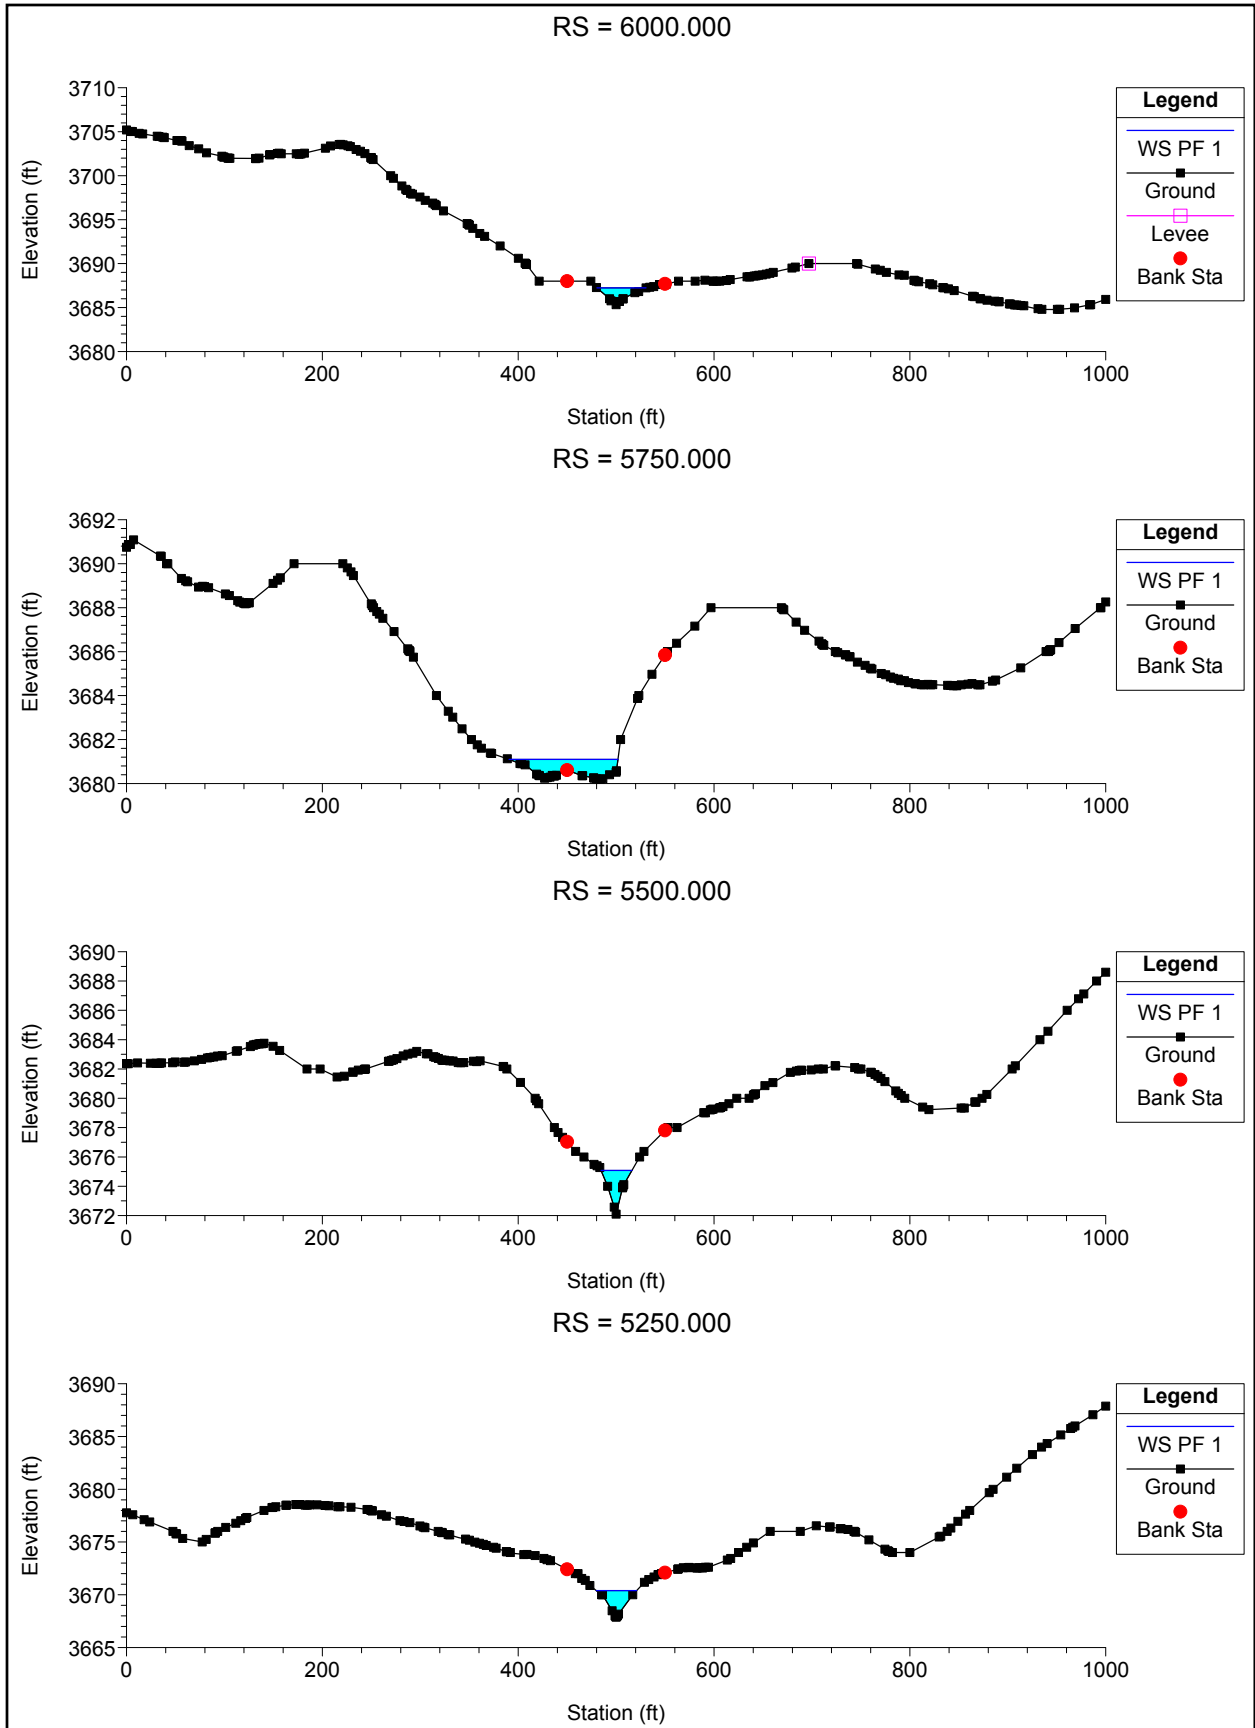 RS = 6000.000
Elevation (ft)
3710
3705
3700
3695
3690
3685
3680
0 200 400 600 800 1000
Station (ft)
Legend
WS PF 1
Ground
Levee
Bank Sta
RS = 5750.000
Elevation (ft)
3692
3690
3688
3686
3684
3682
3680
0 200 400 600 800 1000
Station (ft)
Legend
WS PF 1
Ground
Bank Sta
RS = 5500.000
Elevation (ft)
3690
3688
3686
3684
3682
3680
3678
3676
3674
3672
0 200 400 600 800 1000
Station (ft)
Legend
WS PF 1
Ground
Bank Sta
RS = 5250.000
Elevation (ft)
3690
3685
3680
3675
3670
3665
0 200 400 600 800 1000
Station (ft)
Legend
WS PF 1
Ground
Bank Sta